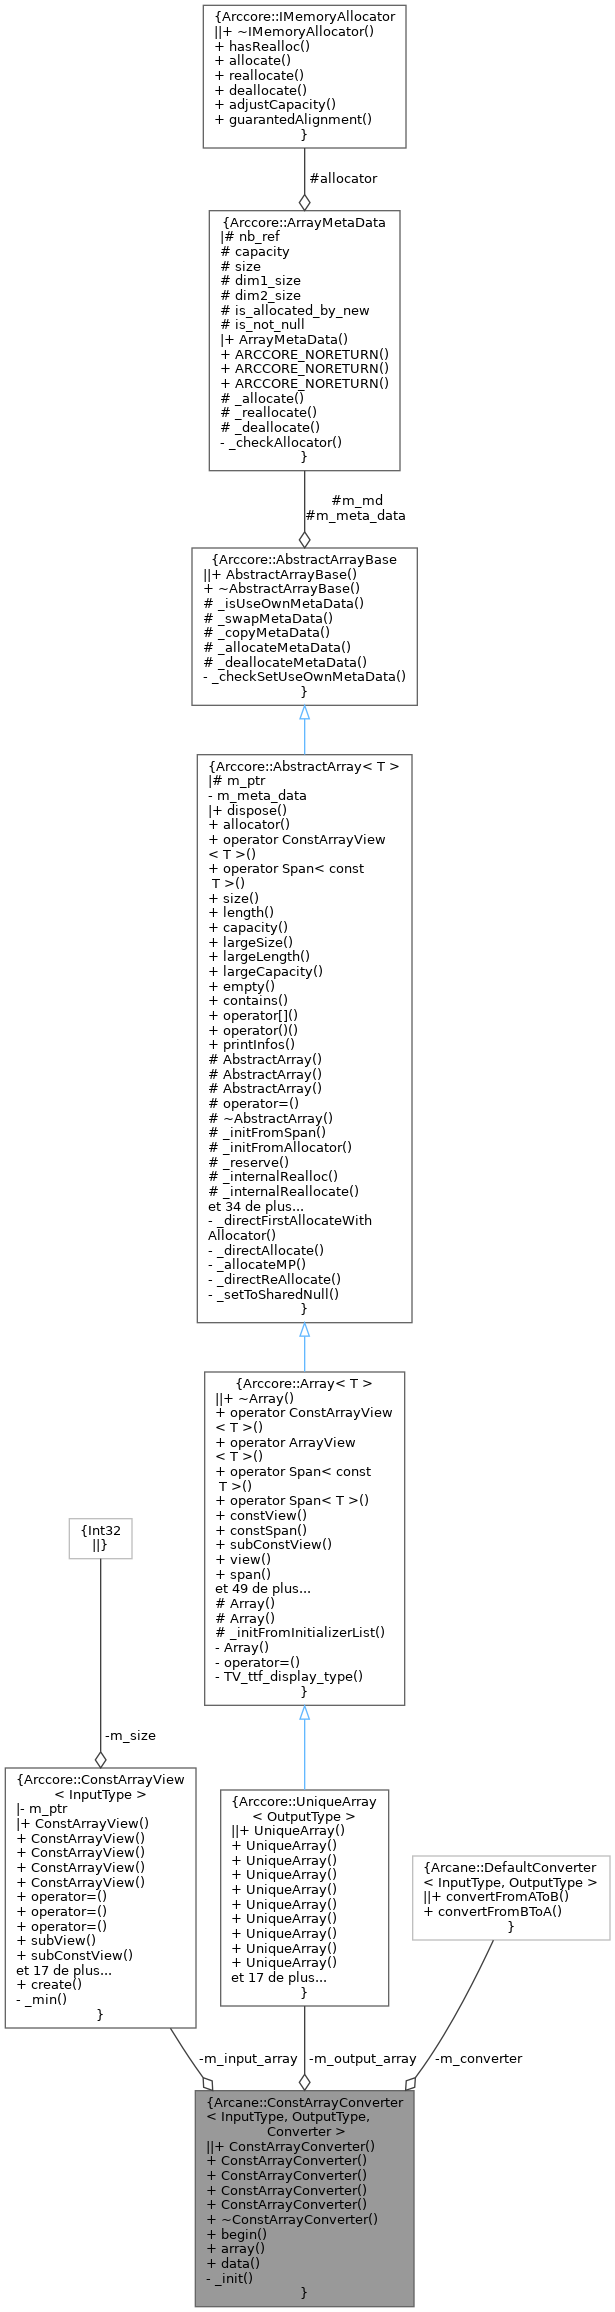 {Arccore::IMemoryAllocator
||+ ~IMemoryAllocator()
+ hasRealloc()
+ allocate()
+ reallocate()
+ deallocate()
+ adjustCapacity()
+ guarantedAlignment()
}
#allocator
{Arccore::ArrayMetaData
|# nb_ref
# capacity
# size
# dim1_size
# dim2_size
# is_allocated_by_new
# is_not_null
|+ ArrayMetaData()
+ ARCCORE_NORETURN()
+ ARCCORE_NORETURN()
+ ARCCORE_NORETURN()
# _allocate()
# _reallocate()
# _deallocate()
- _checkAllocator()
}
#m_md
#m_meta_data
{Arccore::AbstractArrayBase
||+ AbstractArrayBase()
+ ~AbstractArrayBase()
# _isUseOwnMetaData()
# _swapMetaData()
# _copyMetaData()
# _allocateMetaData()
# _deallocateMetaData()
- _checkSetUseOwnMetaData()
}
{Arccore::AbstractArray< T >
|# m_ptr
- m_meta_data
|+ dispose()
+ allocator()
+ operator ConstArrayView
< T >()
+ operator Span< const
T >()
+ size()
+ length()
+ capacity()
+ largeSize()
+ largeLength()
+ largeCapacity()
+ empty()
+ contains()
+ operator[]()
+ operator()()
+ printInfos()
# AbstractArray()
# AbstractArray()
# AbstractArray()
# operator=()
# ~AbstractArray()
# _initFromSpan()
# _initFromAllocator()
# _reserve()
# _internalRealloc()
# _internalReallocate()
et 34 de plus...
- _directFirstAllocateWith
Allocator()
- _directAllocate()
- _allocateMP()
- _directReAllocate()
- _setToSharedNull()
}
{Arccore::Array< T >
||+ ~Array()
+ operator ConstArrayView
< T >()
+ operator ArrayView
< T >()
+ operator Span< const
T >()
+ operator Span< T >()
+ constView()
+ constSpan()
+ subConstView()
+ view()
+ span()
et 49 de plus...
# Array()
# Array()
# _initFromInitializerList()
- Array()
- operator=()
- TV_ttf_display_type()
}
{Int32
||}
-m_size
{Arccore::ConstArrayView
< InputType >
|- m_ptr
|+ ConstArrayView()
+ ConstArrayView()
+ ConstArrayView()
+ ConstArrayView()
+ ConstArrayView()
+ operator=()
+ operator=()
+ operator=()
+ subView()
+ subConstView()
et 17 de plus...
+ create()
- _min()
}
{Arccore::UniqueArray
< OutputType >
||+ UniqueArray()
+ UniqueArray()
+ UniqueArray()
+ UniqueArray()
+ UniqueArray()
+ UniqueArray()
+ UniqueArray()
+ UniqueArray()
+ UniqueArray()
+ UniqueArray()
et 17 de plus...
}
{Arcane::DefaultConverter
< InputType, OutputType >
||+ convertFromAToB()
+ convertFromBToA()
}
-m_input_array
-m_output_array
-m_converter
{Arcane::ConstArrayConverter
< InputType, OutputType,
Converter >
||+ ConstArrayConverter()
+ ConstArrayConverter()
+ ConstArrayConverter()
+ ConstArrayConverter()
+ ConstArrayConverter()
+ ~ConstArrayConverter()
+ begin()
+ array()
+ data()
- _init()
}